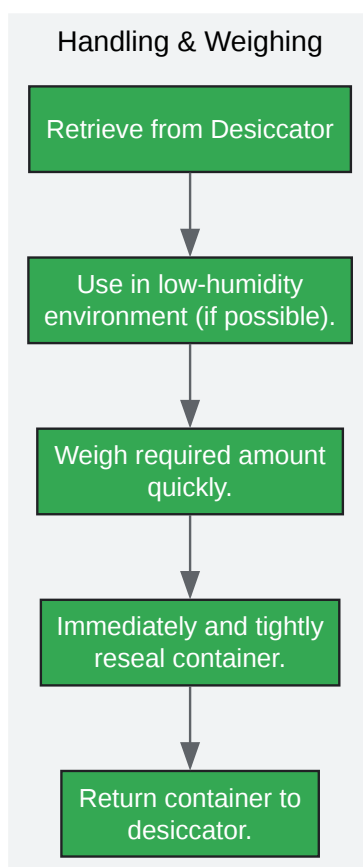 Handling & Weighing
Retrieve from Desiccator
Use in low-humidity
environment (if possible).
Weigh required amount
quickly.
Immediately and tightly
reseal container.
Return container to
desiccator.